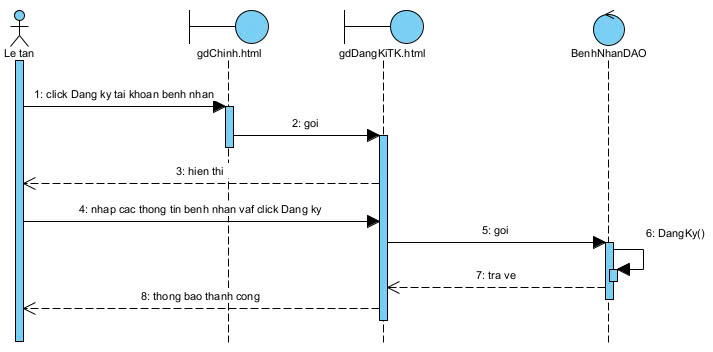 Le tan
gdChinh.html
gdDangKiTK.html
BenhNhanDAO
1: click Dang ky tai khoan benh nhan
2: goi
3: hien thi
4: nhap cac thong tin benh nhan vaf click Dang ky
5: goi
6: DangKy()
7: tra ve
8: thong bao thanh cong